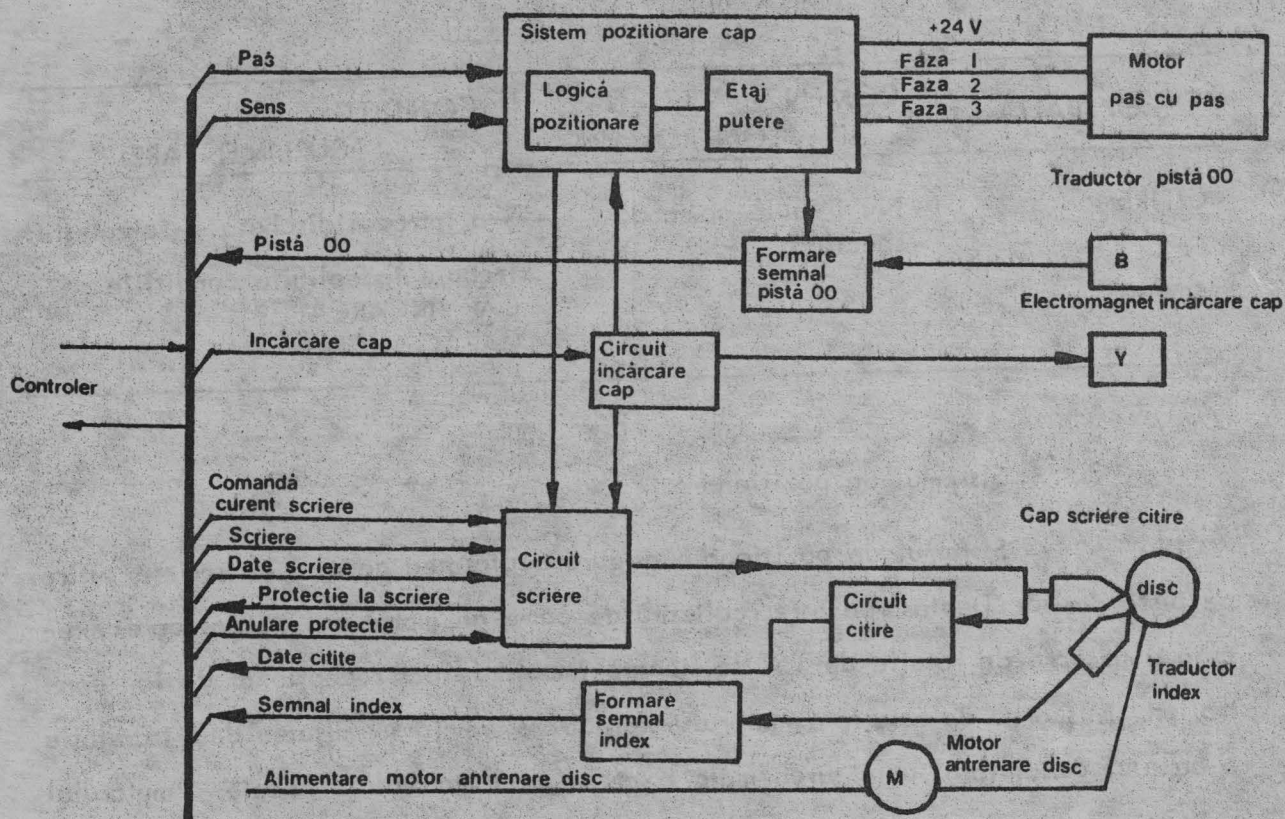 Sistem pozitionare cap
+24 V
Pas
Faza 1
Motor
Logică
Etaj
Faza 2
pas cu pas
Sens
pozitionare
putere
Faza 3
Traductor pistă 00
Pistă 00
Formare
semnal
pistă 00
B
Electromagnet incărcare cap
Incărcare cap
Circuit
incărcare
cap
Y
Controler
Comandă
curent scriere
Cap scriere citire
Scriere
Circuit
scriere
Date scriere
disc
Protectie la scriere
Circuit
citire
Anulare protectie
Date citite
Traductor
index
Semnal index
Formare
semnal
index
Motor
antrenare disc
Alimentare motor antrenare disc
M